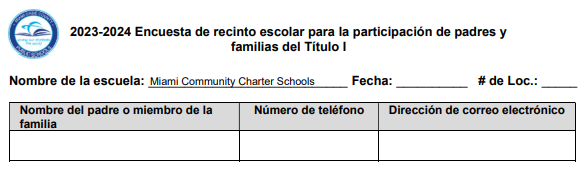 2023-2024 Encuesta de recinto escolar para la participación de padres y
familias del Título I
Nombre de la escuela: Miami Community Charter Schools Fecha: __________ # de Loc.: _____
Nombre del padre o miembro de la familia
Número de teléfono
Dirección de correo electrónico